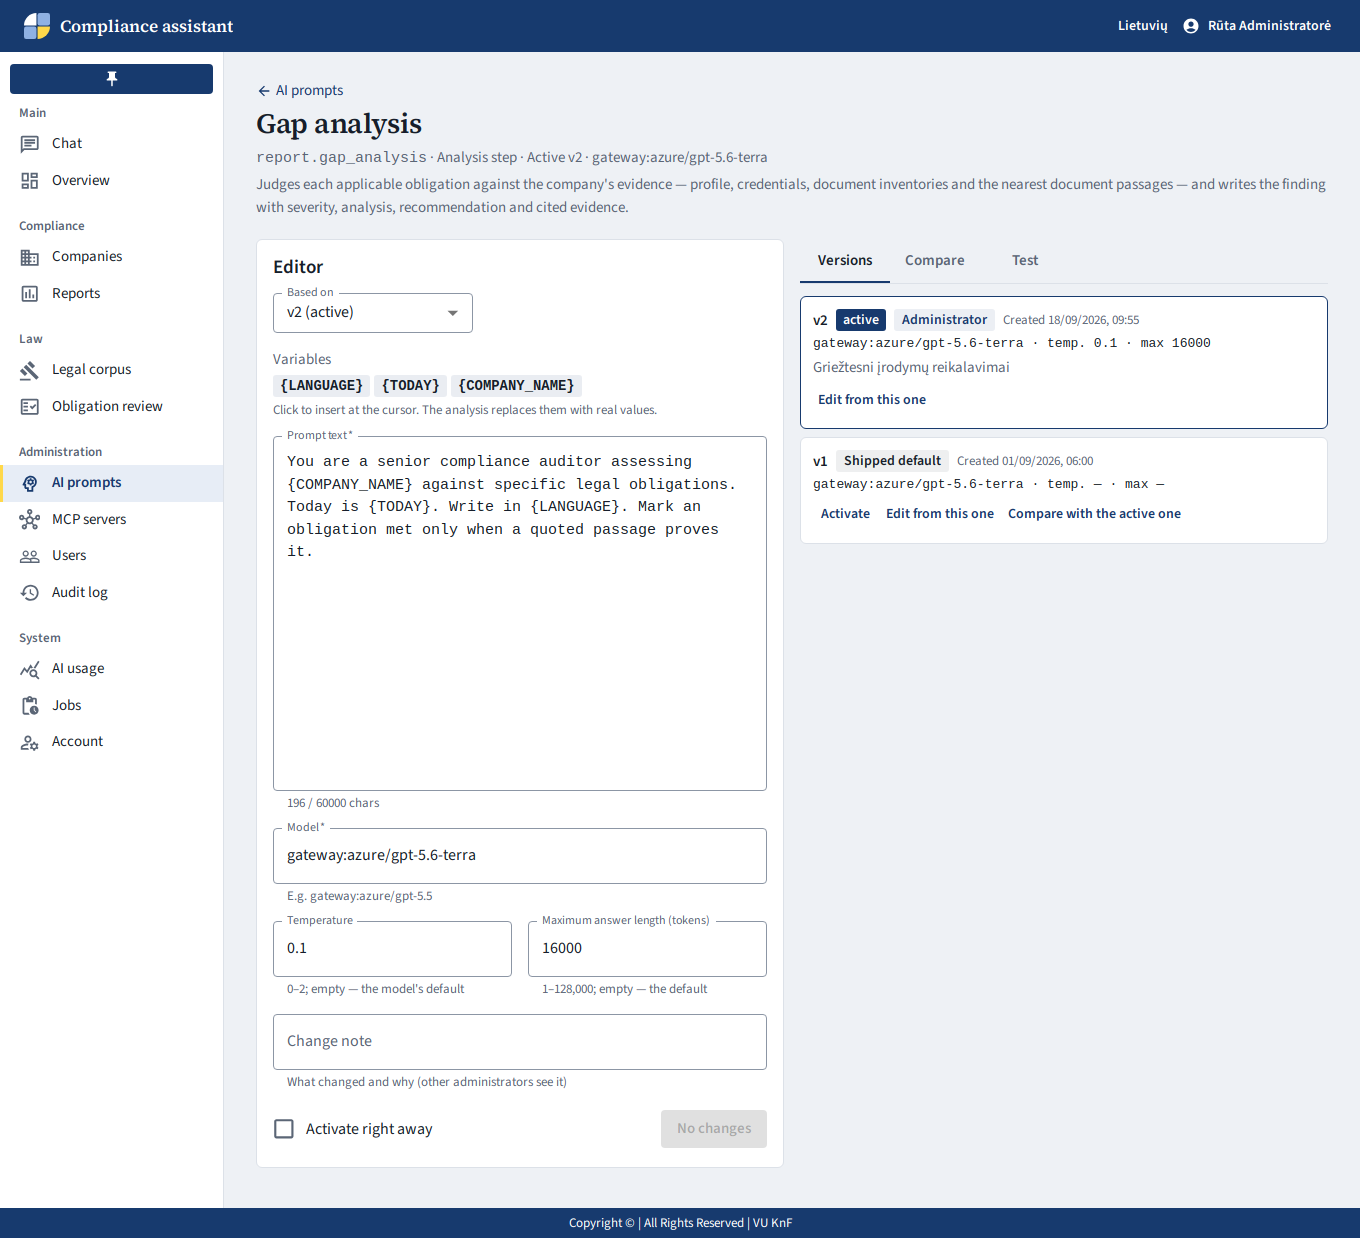 Compliance assistant
Lietuvių
Rūta Administratorė
Main
Chat
Overview
Compliance
Companies
Reports
Law
Legal corpus
Obligation review
Administration
AI prompts
MCP servers
Users
Audit log
System
AI usage
Jobs
Account
← AI prompts
Gap analysis
report.gap_analysis · Analysis step · Active v2 · gateway:azure/gpt-5.6-terra
Judges each applicable obligation against the company's evidence — profile, credentials, document inventories and the nearest document passages — and writes the finding
with severity, analysis, recommendation and cited evidence.
Editor
Based on
v2 (active)
Variables
{LANGUAGE} {TODAY} {COMPANY_NAME}
Click to insert at the cursor. The analysis replaces them with real values.
Prompt text*
You are a senior compliance auditor assessing
{COMPANY_NAME} against specific legal obligations.
Today is {TODAY}. Write in {LANGUAGE}. Mark an
obligation met only when a quoted passage proves
it.
196 / 60000 chars
Model*
gateway:azure/gpt-5.6-terra
E.g. gateway:azure/gpt-5.5
Temperature
0.1
0–2; empty — the model's default
Maximum answer length (tokens)
16000
1–128,000; empty — the default
Change note
What changed and why (other administrators see it)
Activate right away
No changes
Versions
Compare
Test
v2 active Administrator Created 18/09/2026, 09:55
gateway:azure/gpt-5.6-terra · temp. 0.1 · max 16000
Griežtesni įrodymų reikalavimai
Edit from this one
v1 Shipped default Created 01/09/2026, 06:00
gateway:azure/gpt-5.6-terra · temp. — · max —
Activate Edit from this one Compare with the active one
Copyright © | All Rights Reserved | VU KnF